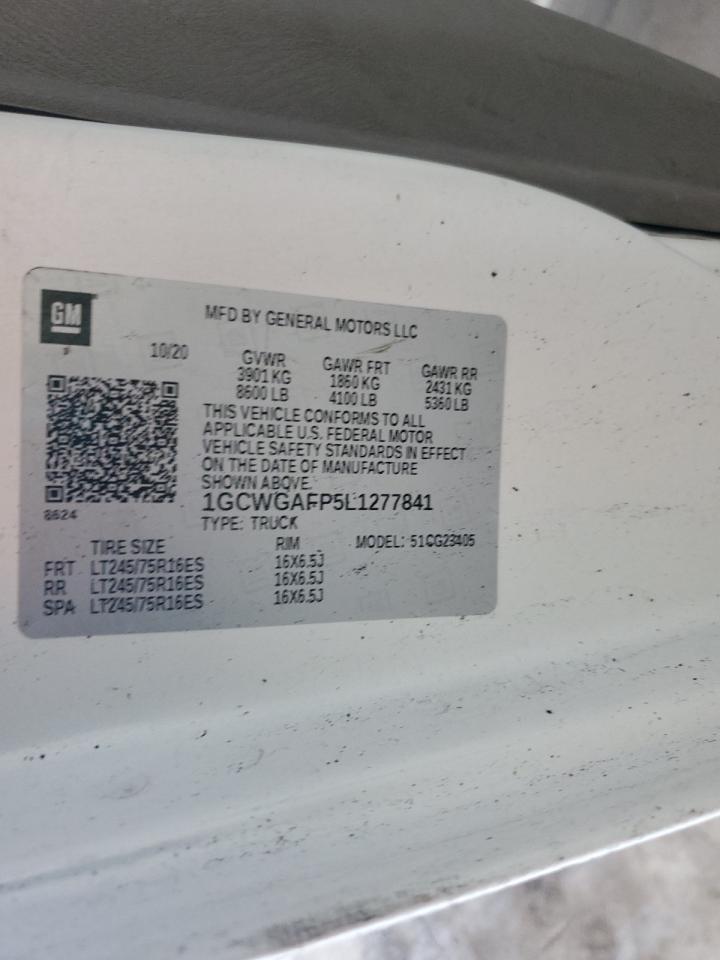 GM
MFD BY GENERAL MOTORS LLC
10/20
GVWR GAWR FRT GAWR RR
3901 KG 1860 KG 2431 KG
8600 LB 4100 LB 5360 LB
THIS VEHICLE CONFORMS TO ALL
APPLICABLE U.S. FEDERAL MOTOR
VEHICLE SAFETY STANDARDS IN EFFECT
ON THE DATE OF MANUFACTURE
SHOWN ABOVE.
1GCWGAFP5L1277841
8624
TYPE: TRUCK
TIRE SIZE RIM MODEL: 51CG23405
FRT LT245/75R16ES 16X6.5J
RR LT245/75R16ES 16X6.5J
SPA LT245/75R16ES 16X6.5J